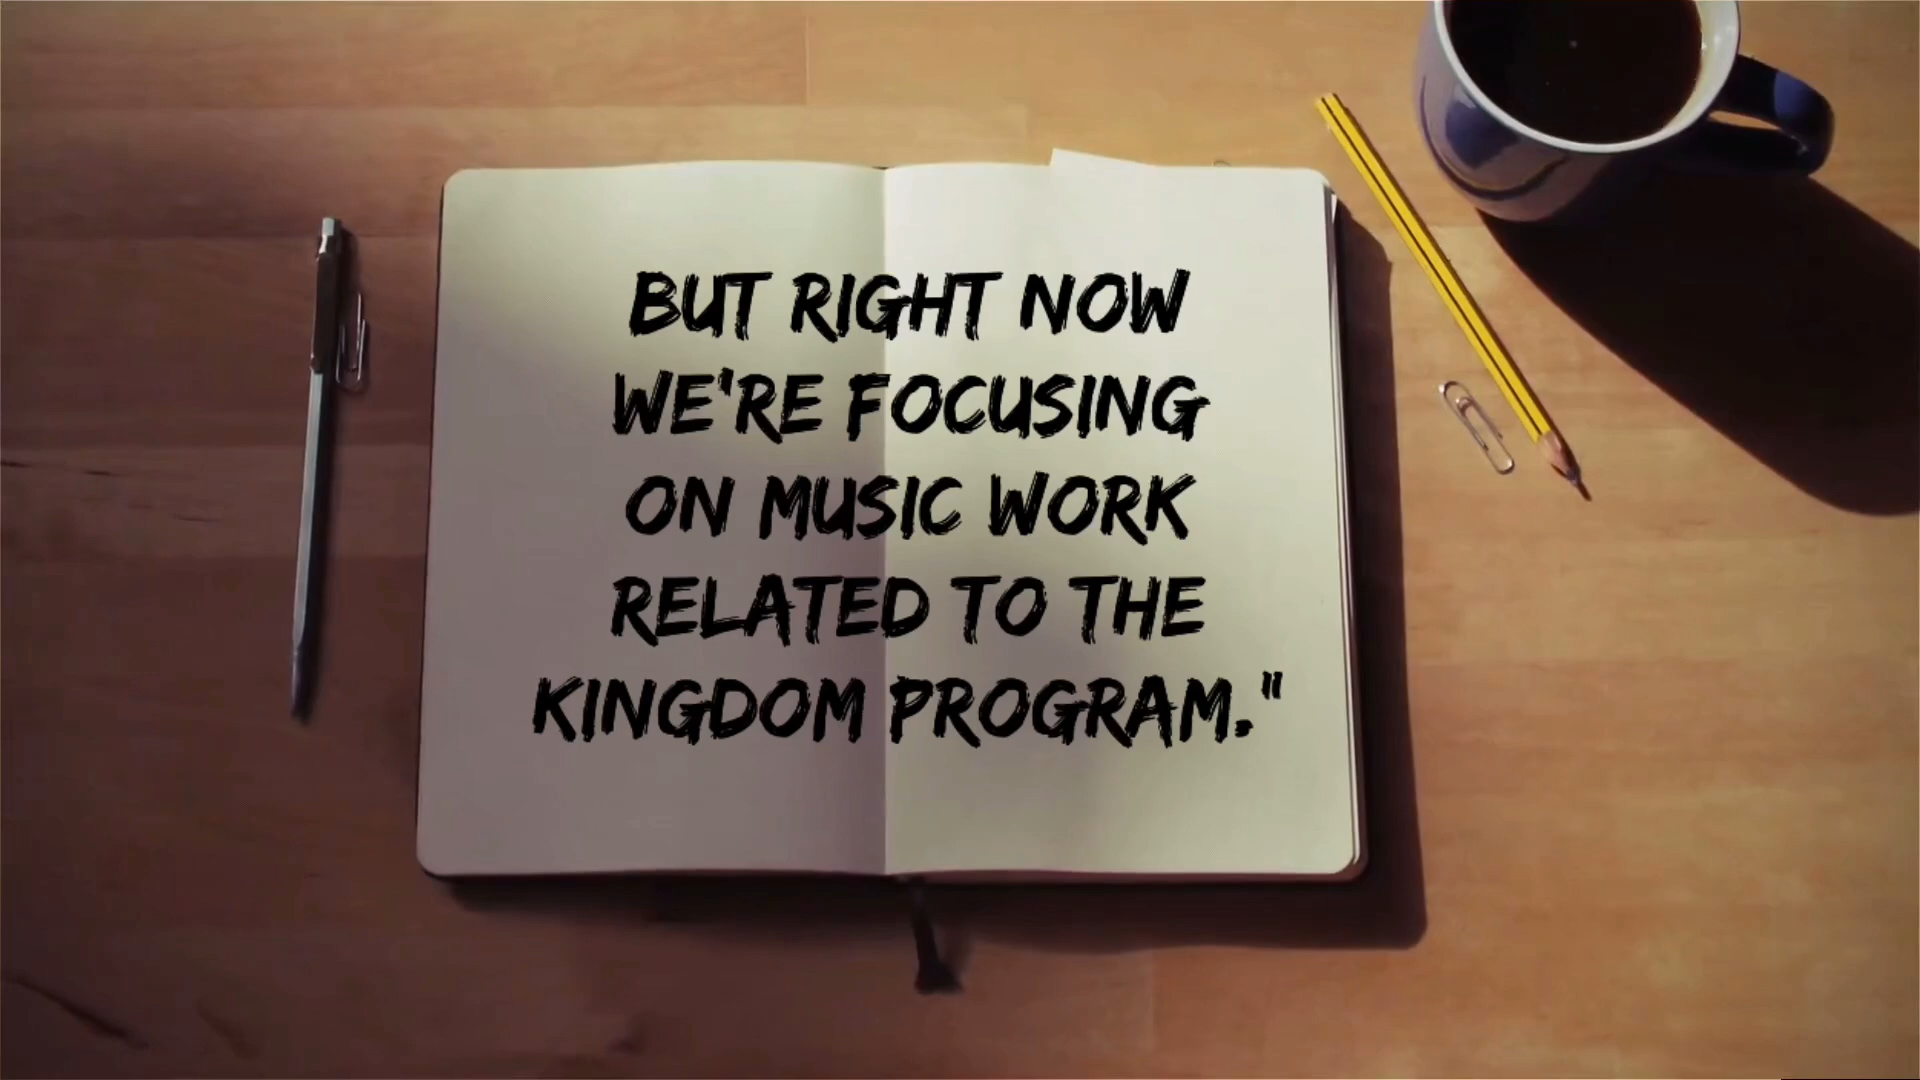 BUT RIGHT NOW
WE'RE FOCUSING
ON MUSIC WORK
RELATED TO THE
KINGDOM PROGRAM."